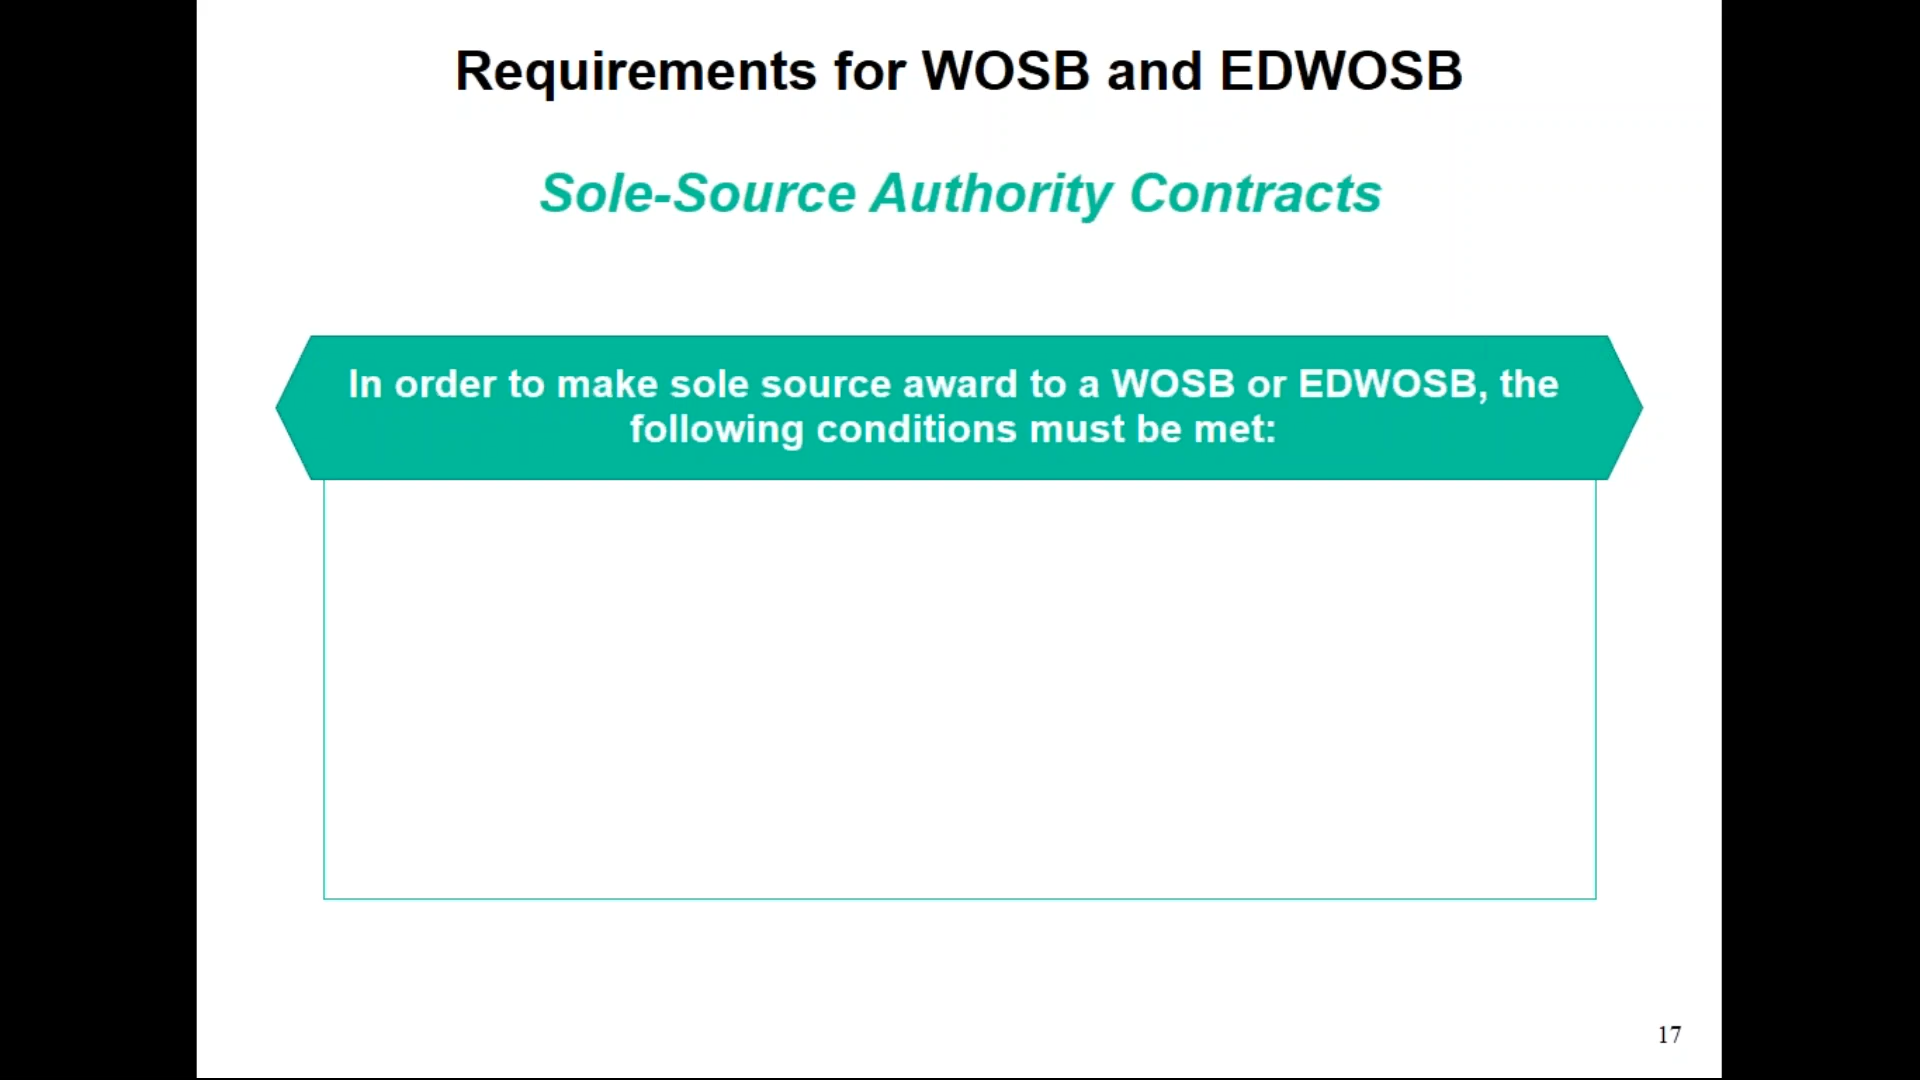 Requirements for WOSB and EDWOSB
Sole-Source Authority Contracts
In order to make sole source award to a WOSB or EDWOSB, the
following conditions must be met:
17